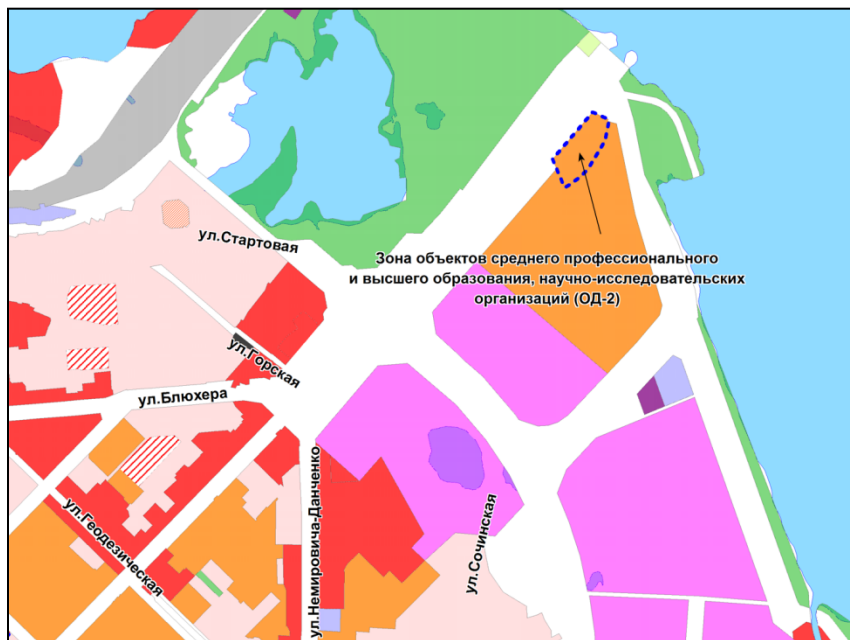 ул.Стартовая
Зона объектов среднего профессионального
и высшего образования, научно-исследовательских
организаций (ОД-2)
ул.Горская
ул.Блюхера
ул.Немировича-Данченко
ул.Сочинская
ул.Геодезическая